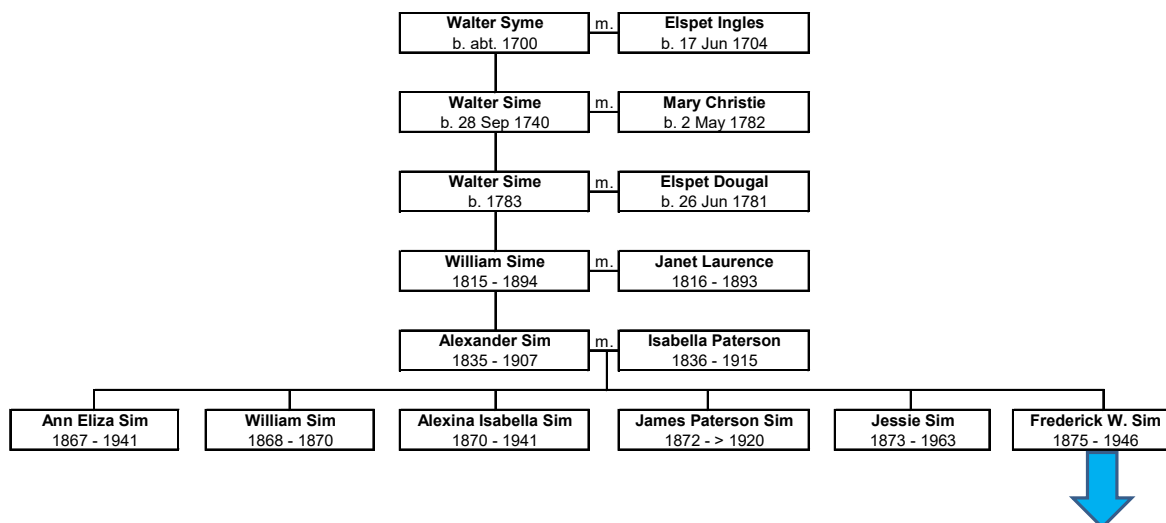 Walter Syme m. Elspet Ingles
b. abt. 1700 b. 17 Jun 1704
Walter Sime m. Mary Christie
b. 28 Sep 1740 b. 2 May 1782
Walter Sime m. Elspet Dougal
b. 1783 b. 26 Jun 1781
William Sime m. Janet Laurence
1815 - 1894 1816 - 1893
Alexander Sim m. Isabella Paterson
1835 - 1907 1836 - 1915
Ann Eliza Sim William Sim Alexina Isabella Sim James Paterson Sim Jessie Sim Frederick W. Sim
1867 - 1941 1868 - 1870 1870 - 1941 1872 - > 1920 1873 - 1963 1875 - 1946